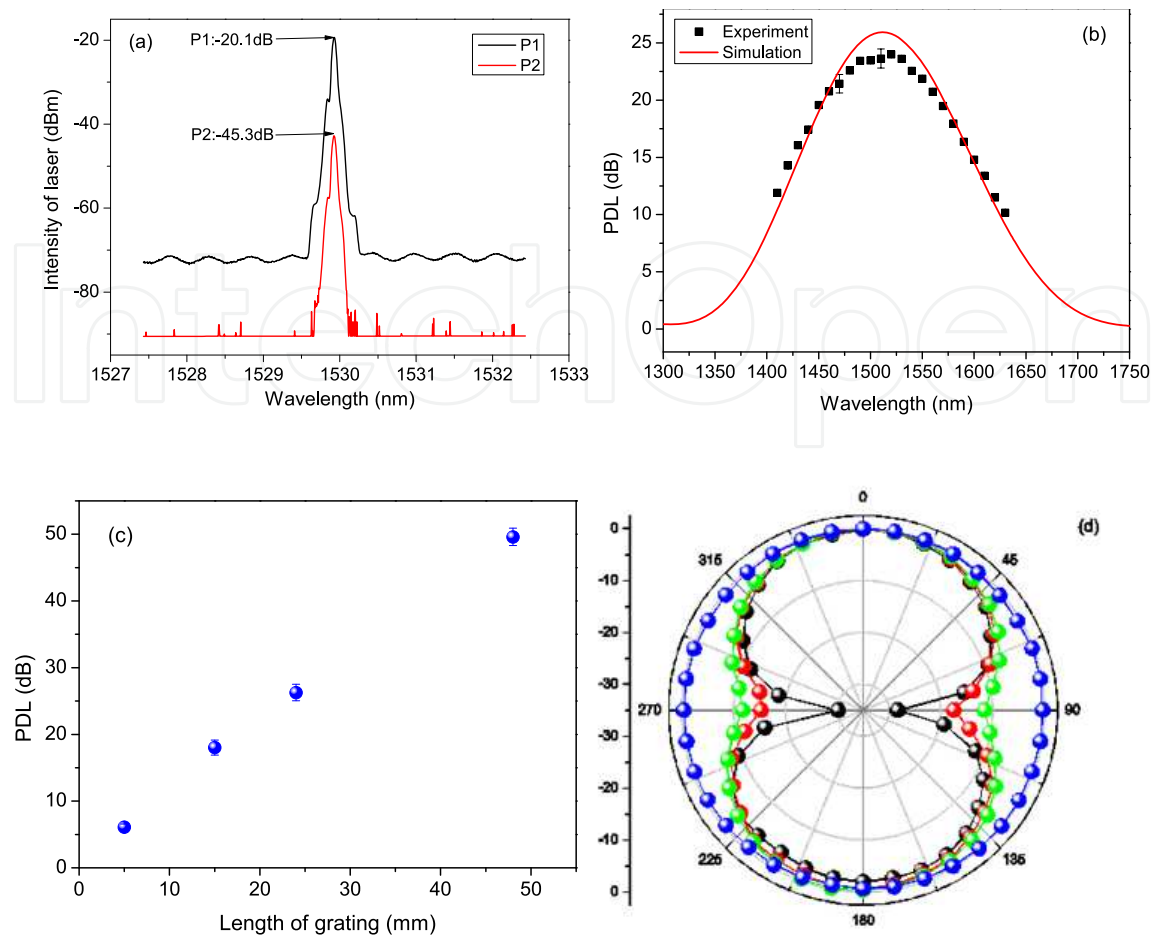 (a)
P1:-20.1dB
P2:-45.3dB
P1
P2
-20
-40
-60
-80
Intensity of laser (dBm)
1527 1528 1529 1530 1531 1532 1533
Wavelength (nm)
(b)
Experiment
Simulation
25
20
15
10
5
0
PDL (dB)
1300 1350 1400 1450 1500 1550 1600 1650 1700 1750
Wavelength (nm)
IntechOpen
(c)
50
40
30
20
10
0
PDL (dB)
0 10 20 30 40 50
Length of grating (mm)
(d)
0
45
90
135
180
225
270
315
0
-10
-20
-30
-30
-20
-10
0